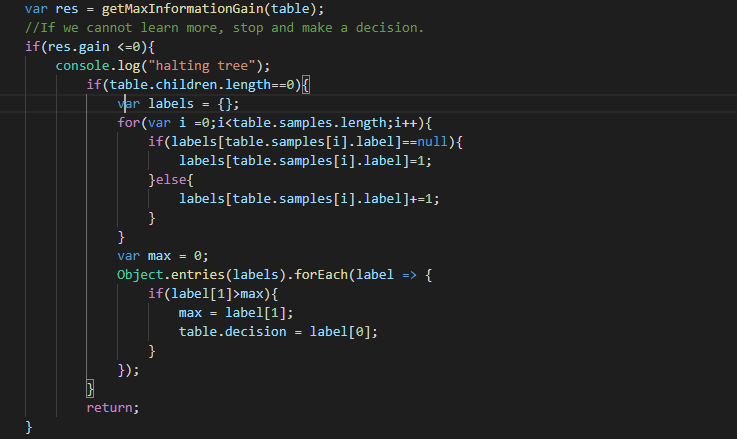 var res = getMaxInformationGain(table);
//If we cannot learn more, stop and make a decision.
if(res.gain <=0){
    console.log("halting tree");
        if(table.children.length==0){
            var labels = {};
            for(var i =0;i<table.samples.length;i++){
                if(labels[table.samples[i].label]==null){
                    labels[table.samples[i].label]=1;
                }else{
                    labels[table.samples[i].label]+=1;
                }
            }
            var max = 0;
            Object.entries(labels).forEach(label => {
                if(label[1]>max){
                    max = label[1];
                    table.decision = label[0];
                }
            });
        }
        return;
}